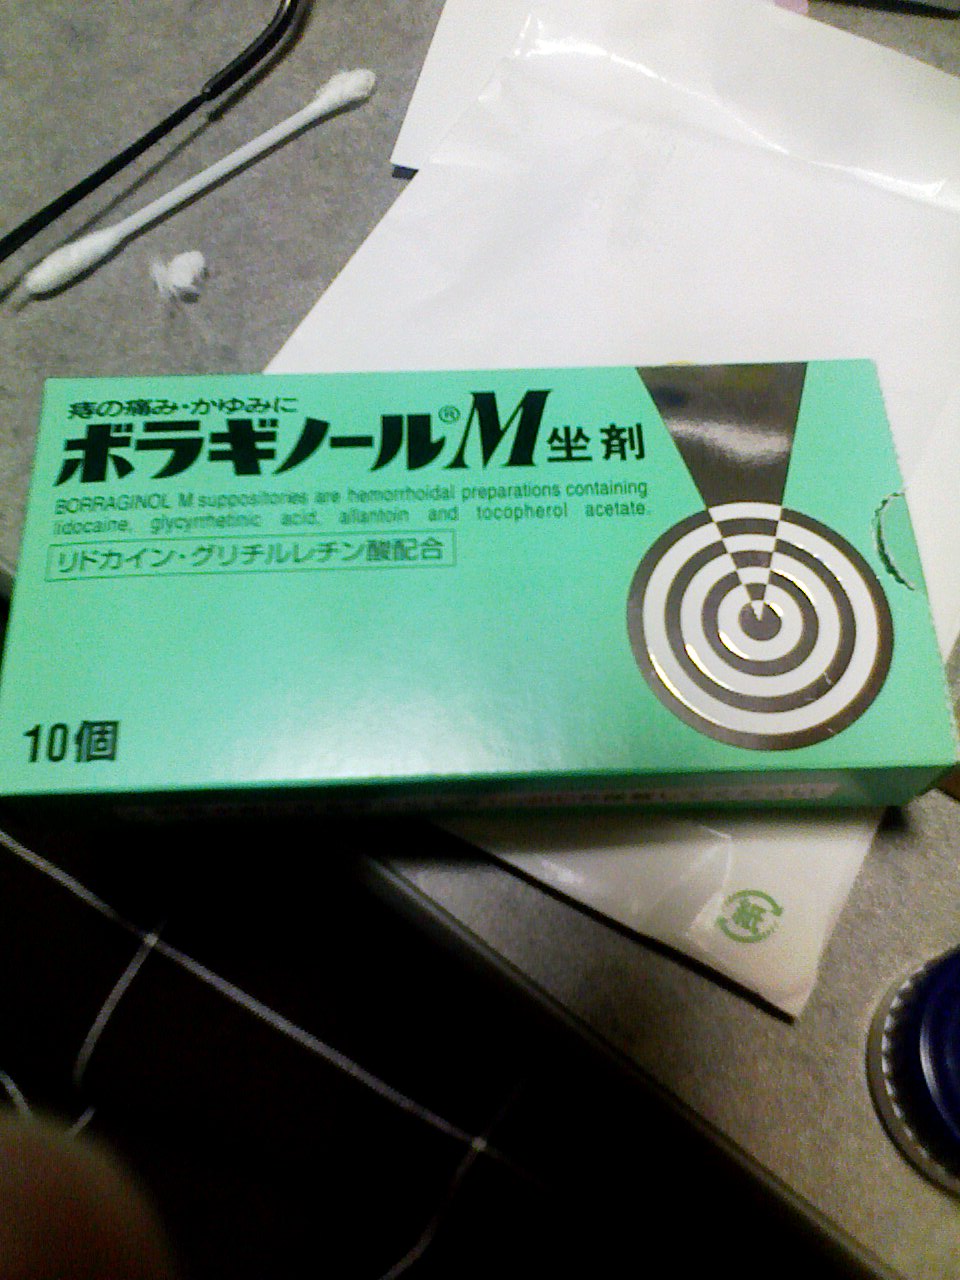 痔の痛み・かゆみに
ボラギノール®M坐剤
BORRAGINOL M suppositories are hemorrhoidal preparations containing
lidocaine, glycyrrhetinic acid, allantoin and tocopherol acetate.
リドカイン・グリチルレチン酸配合
10個
紙